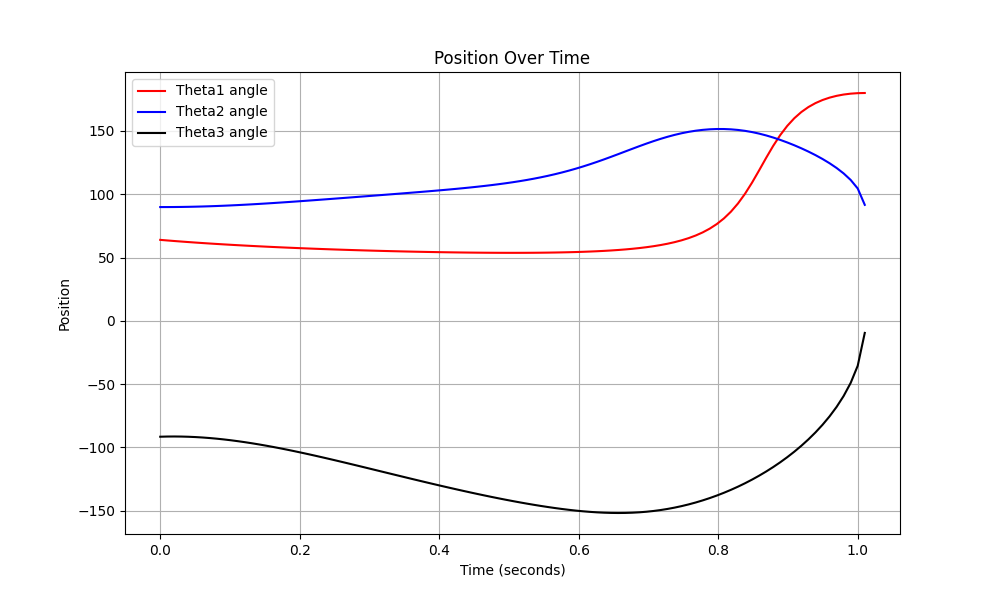 Position Over Time
Theta1 angle
Theta2 angle
Theta3 angle
Position
150
100
50
0
−50
−100
−150
0.0
0.2
0.4
0.6
0.8
1.0
Time (seconds)